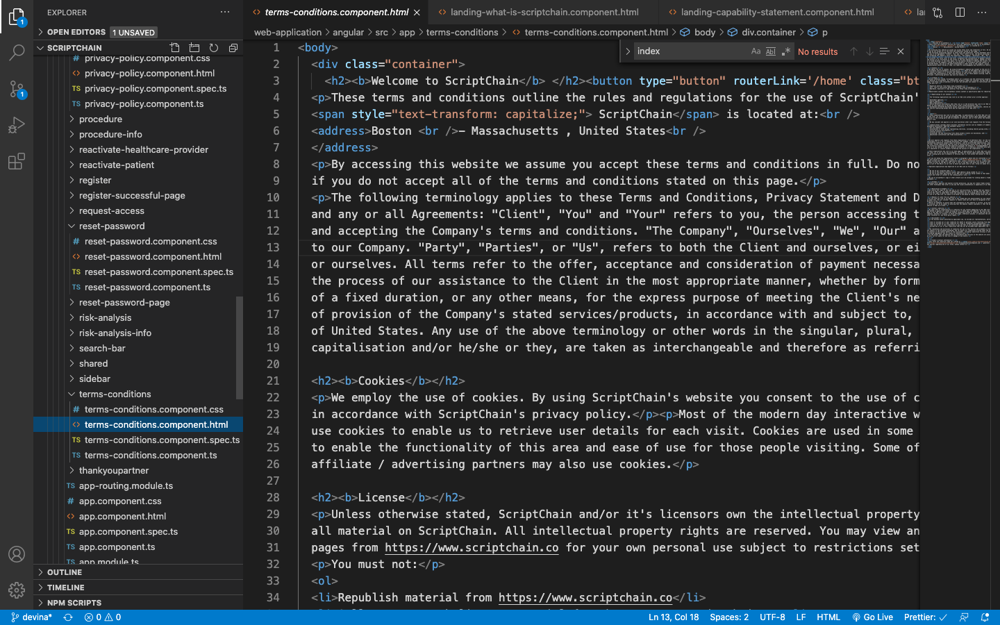 EXPLORER
OPEN EDITORS 1 UNSAVED
SCRIPTCHAIN
privacy-policy.component.css
privacy-policy.component.html
TS privacy-policy.component.spec.ts
TS privacy-policy.component.ts
procedure
procedure-info
reactivate-healthcare-provider
reactivate-patient
register
register-successful-page
request-access
reset-password
# reset-password.component.css
<> reset-password.component.html
TS reset-password.component.spec.ts
TS reset-password.component.ts
reset-password-page
risk-analysis
risk-analysis-info
search-bar
shared
sidebar
terms-conditions
# terms-conditions.component.css
<> terms-conditions.component.html
TS terms-conditions.component.spec.ts
TS terms-conditions.component.ts
thankyoupartner
TS app-routing.module.ts
# app.component.css
<> app.component.html
TS app.component.spec.ts
TS app.component.ts
TS app.module.ts
OUTLINE
TIMELINE
NPM SCRIPTS
1
1
<> terms-conditions.component.html
<> landing-what-is-scriptchain.component.html
<> landing-capability-statement.component.html
<> la
web-application > angular > src > app > terms-conditions > <> terms-conditions.component.html > body > div.container > p
index Aa Abl .* No results
1 <body>
2 <div class="container">
3 <h2><b>Welcome to ScriptChain</b> </h2><button type="button" routerLink='/home' class="bt
4 <p>These terms and conditions outline the rules and regulations for the use of ScriptChain'
5 <span style="text-transform: capitalize;"> ScriptChain</span> is located at:<br />
6 <address>Boston <br />- Massachusetts , United States<br />
7 </address>
8 <p>By accessing this website we assume you accept these terms and conditions in full. Do no
9 if you do not accept all of the terms and conditions stated on this page.</p>
10 <p>The following terminology applies to these Terms and Conditions, Privacy Statement and D
11 and any or all Agreements: "Client", "You" and "Your" refers to you, the person accessing t
12 and accepting the Company's terms and conditions. "The Company", "Ourselves", "We", "Our" a
13 to our Company. "Party", "Parties", or "Us", refers to both the Client and ourselves, or ei
14 or ourselves. All terms refer to the offer, acceptance and consideration of payment necessa
15 the process of our assistance to the Client in the most appropriate manner, whether by form
16 of a fixed duration, or any other means, for the express purpose of meeting the Client's ne
17 of provision of the Company's stated services/products, in accordance with and subject to,
18 of United States. Any use of the above terminology or other words in the singular, plural,
19 capitalisation and/or he/she or they, are taken as interchangeable and therefore as referri
20
21 <h2><b>Cookies</b></h2>
22 <p>We employ the use of cookies. By using ScriptChain's website you consent to the use of c
23 in accordance with ScriptChain's privacy policy.</p><p>Most of the modern day interactive w
24 use cookies to enable us to retrieve user details for each visit. Cookies are used in some
25 to enable the functionality of this area and ease of use for those people visiting. Some of
26 affiliate / advertising partners may also use cookies.</p>
27
28 <h2><b>License</b></h2>
29 <p>Unless otherwise stated, ScriptChain and/or it's licensors own the intellectual property
30 all material on ScriptChain. All intellectual property rights are reserved. You may view an
31 pages from https://www.scriptchain.co for your own personal use subject to restrictions set
32 <p>You must not:</p>
33 <ol>
34 <li>Republish material from https://www.scriptchain.co</li>
devina* 0 0 Ln 13, Col 18 Spaces: 2 UTF-8 LF HTML Go Live Prettier: ✓